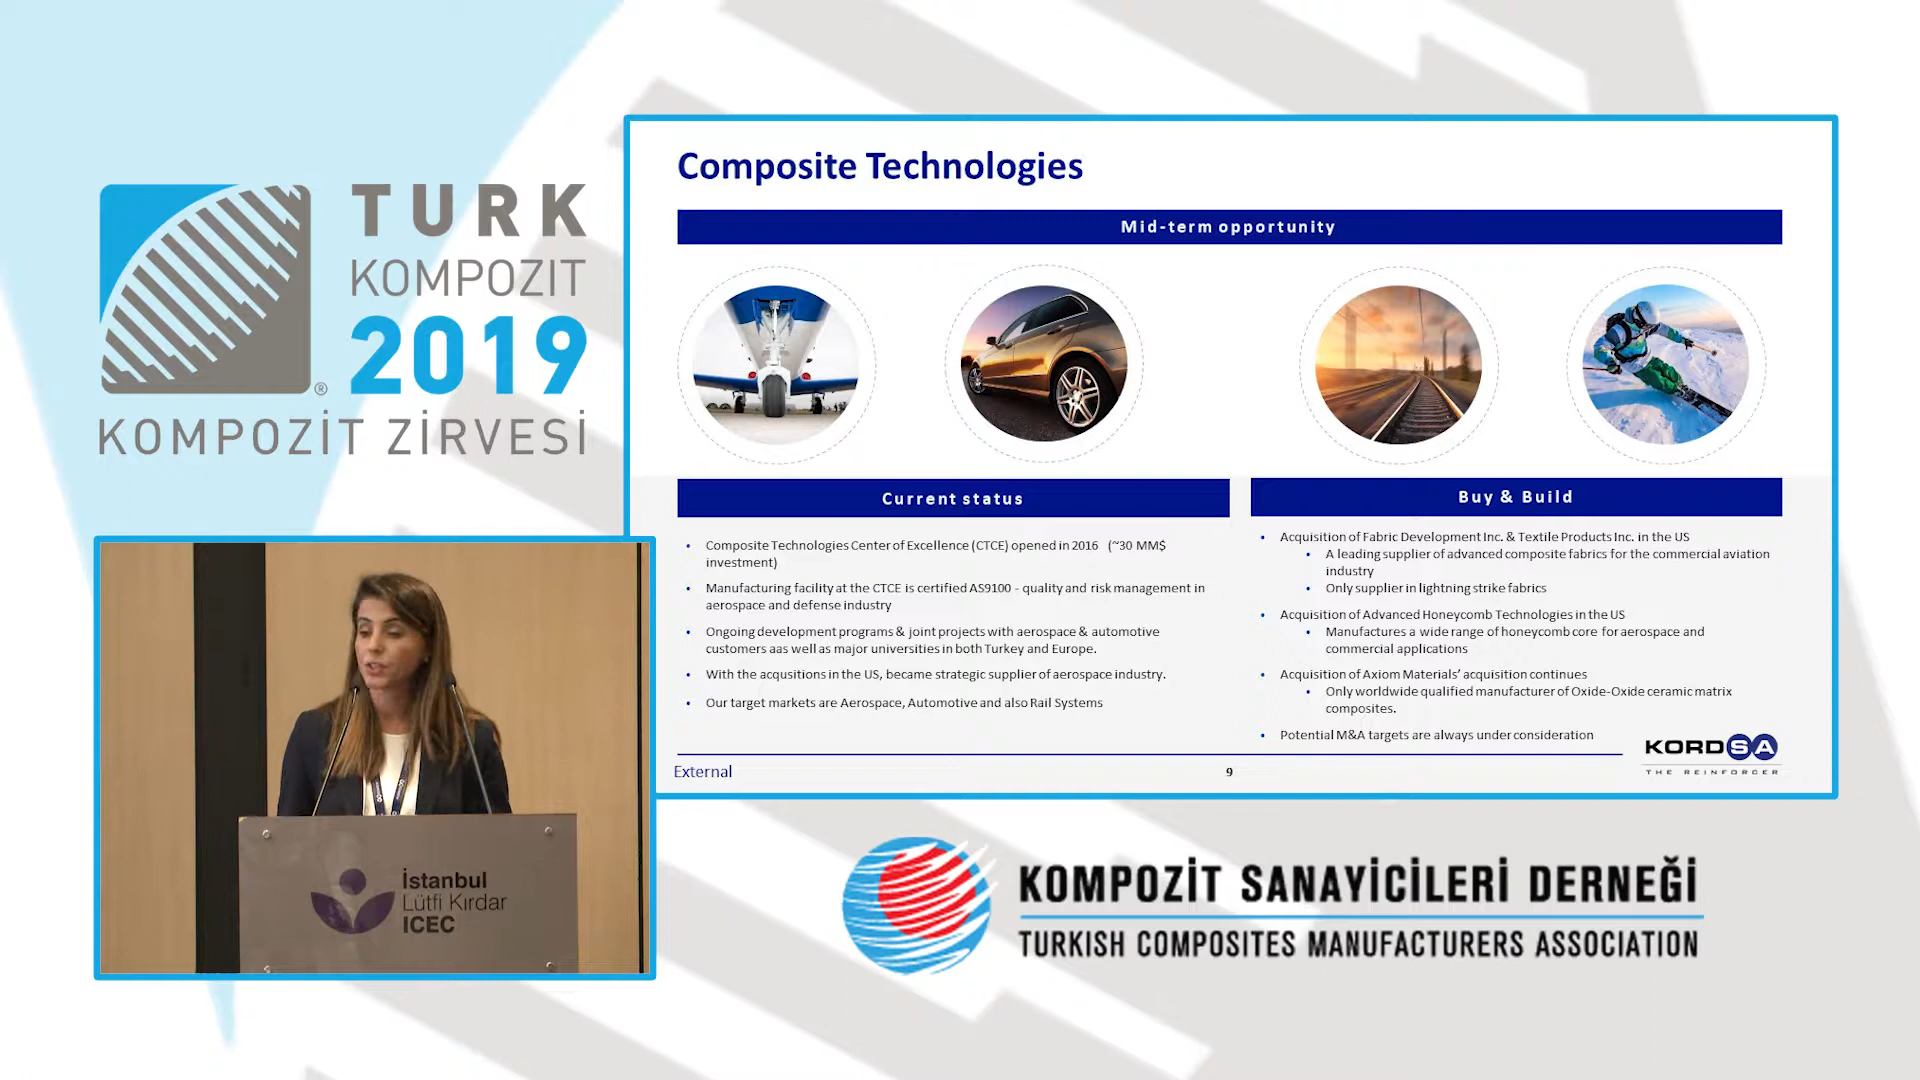 TURK
KOMPOZIT
2019
®
KOMPOZİT ZİRVESİ
Composite Technologies
Mid-term opportunity
Current status
• Composite Technologies Center of Excellence (CTCE) opened in 2016 (~30 MM$
investment)
• Manufacturing facility at the CTCE is certified AS9100 - quality and risk management in
aerospace and defense industry
• Ongoing development programs & joint projects with aerospace & automotive
customers aas well as major universities in both Turkey and Europe.
• With the acqusitions in the US, became strategic supplier of aerospace industry.
• Our target markets are Aerospace, Automotive and also Rail Systems
Buy & Build
• Acquisition of Fabric Development Inc. & Textile Products Inc. in the US
• A leading supplier of advanced composite fabrics for the commercial aviation
industry
• Only supplier in lightning strike fabrics
• Acquisition of Advanced Honeycomb Technologies in the US
• Manufactures a wide range of honeycomb core for aerospace and
commercial applications
• Acquisition of Axiom Materials' acquisition continues
• Only worldwide qualified manufacturer of Oxide-Oxide ceramic matrix
composites.
• Potential M&A targets are always under consideration
External
9
KORDSA
THE REINFORCER
İstanbul
Lütfi Kırdar
ICEC
KOMPOZİT SANAYİCİLERİ DERNEĞİ
TURKISH COMPOSITES MANUFACTURERS ASSOCIATION